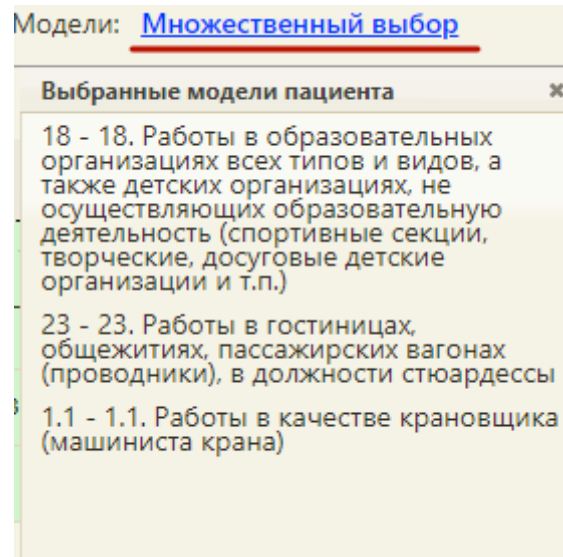 Модели: Множественный выбор
Выбранные модели пациента
18 - 18. Работы в образовательных
организациях всех типов и видов, а
также детских организациях, не
осуществляющих образовательную
деятельность (спортивные секции,
творческие, досуговые детские
организации и т.п.)
23 - 23. Работы в гостиницах,
общежитиях, пассажирских вагонах
(проводники), в должности стюардессы
1.1 - 1.1. Работы в качестве крановщика
(машиниста крана)